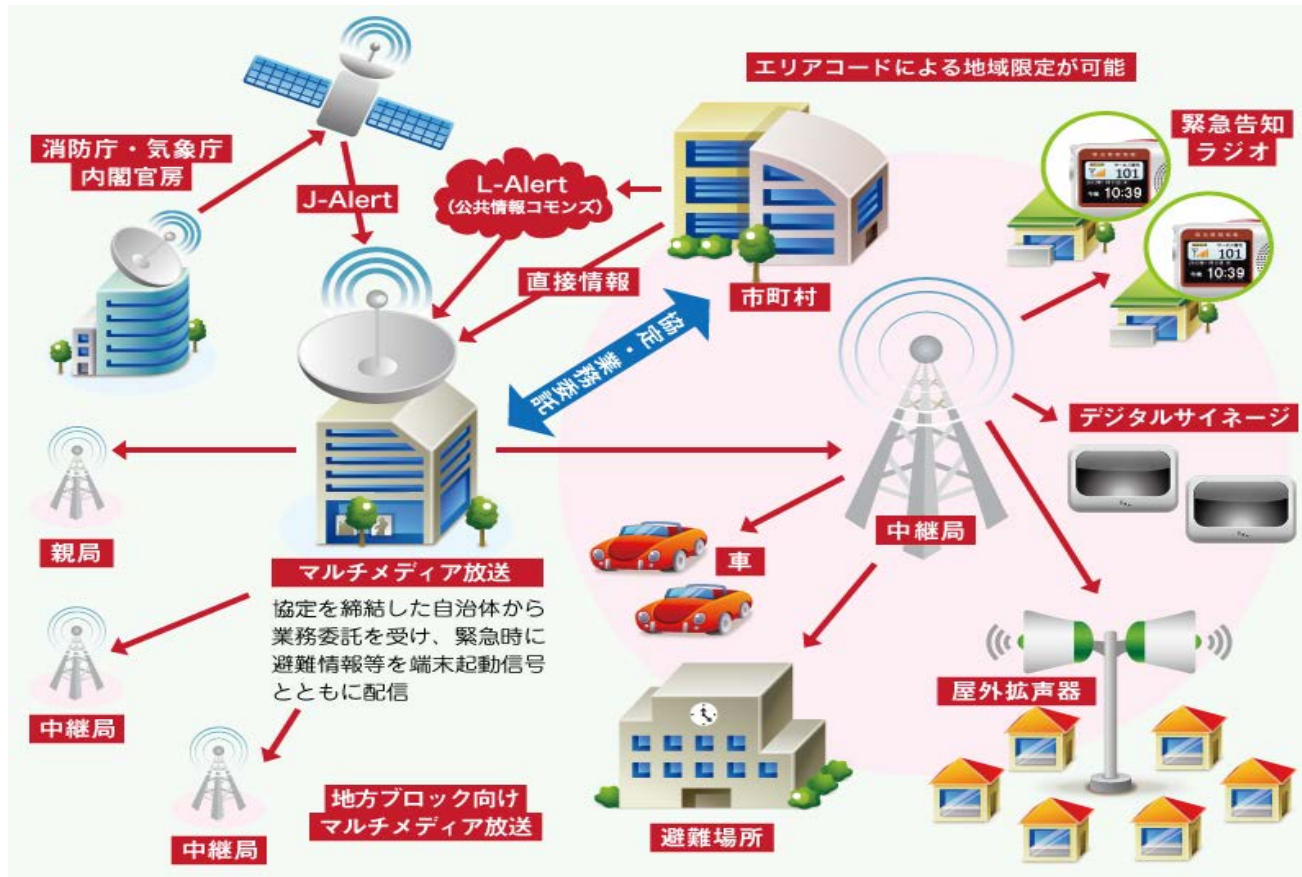 エリアコードによる地域限定が可能
消防庁・気象庁
内閣官房
J-Alert
L-Alert
（公共情報コモンズ）
直接情報
市町村
協定・業務委託
緊急告知
ラジオ
101
今夜 10:39
101
今夜 10:39
デジタルサイネージ
親局
マルチメディア放送
協定を締結した自治体から
業務委託を受け、緊急時に
避難情報等を端末起動信号
とともに配信
中継局
車
中継局
屋外拡声器
中継局
地方ブロック向け
マルチメディア放送
避難場所